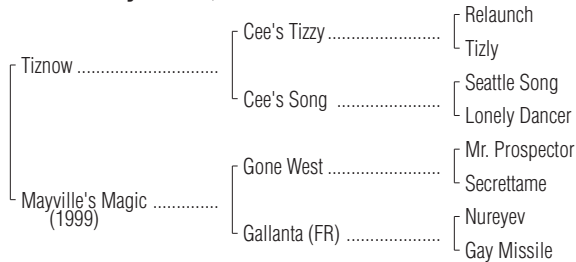 Relaunch
Cee's Tizzy ......................
Tizly
Tiznow ............................
Seattle Song
Cee's Song .....................
Lonely Dancer
Mr. Prospector
Gone West ......................
Secrettame
Mayville's Magic .............
(1999)
Nureyev
Gallanta (FR) ...................
Gay Missile